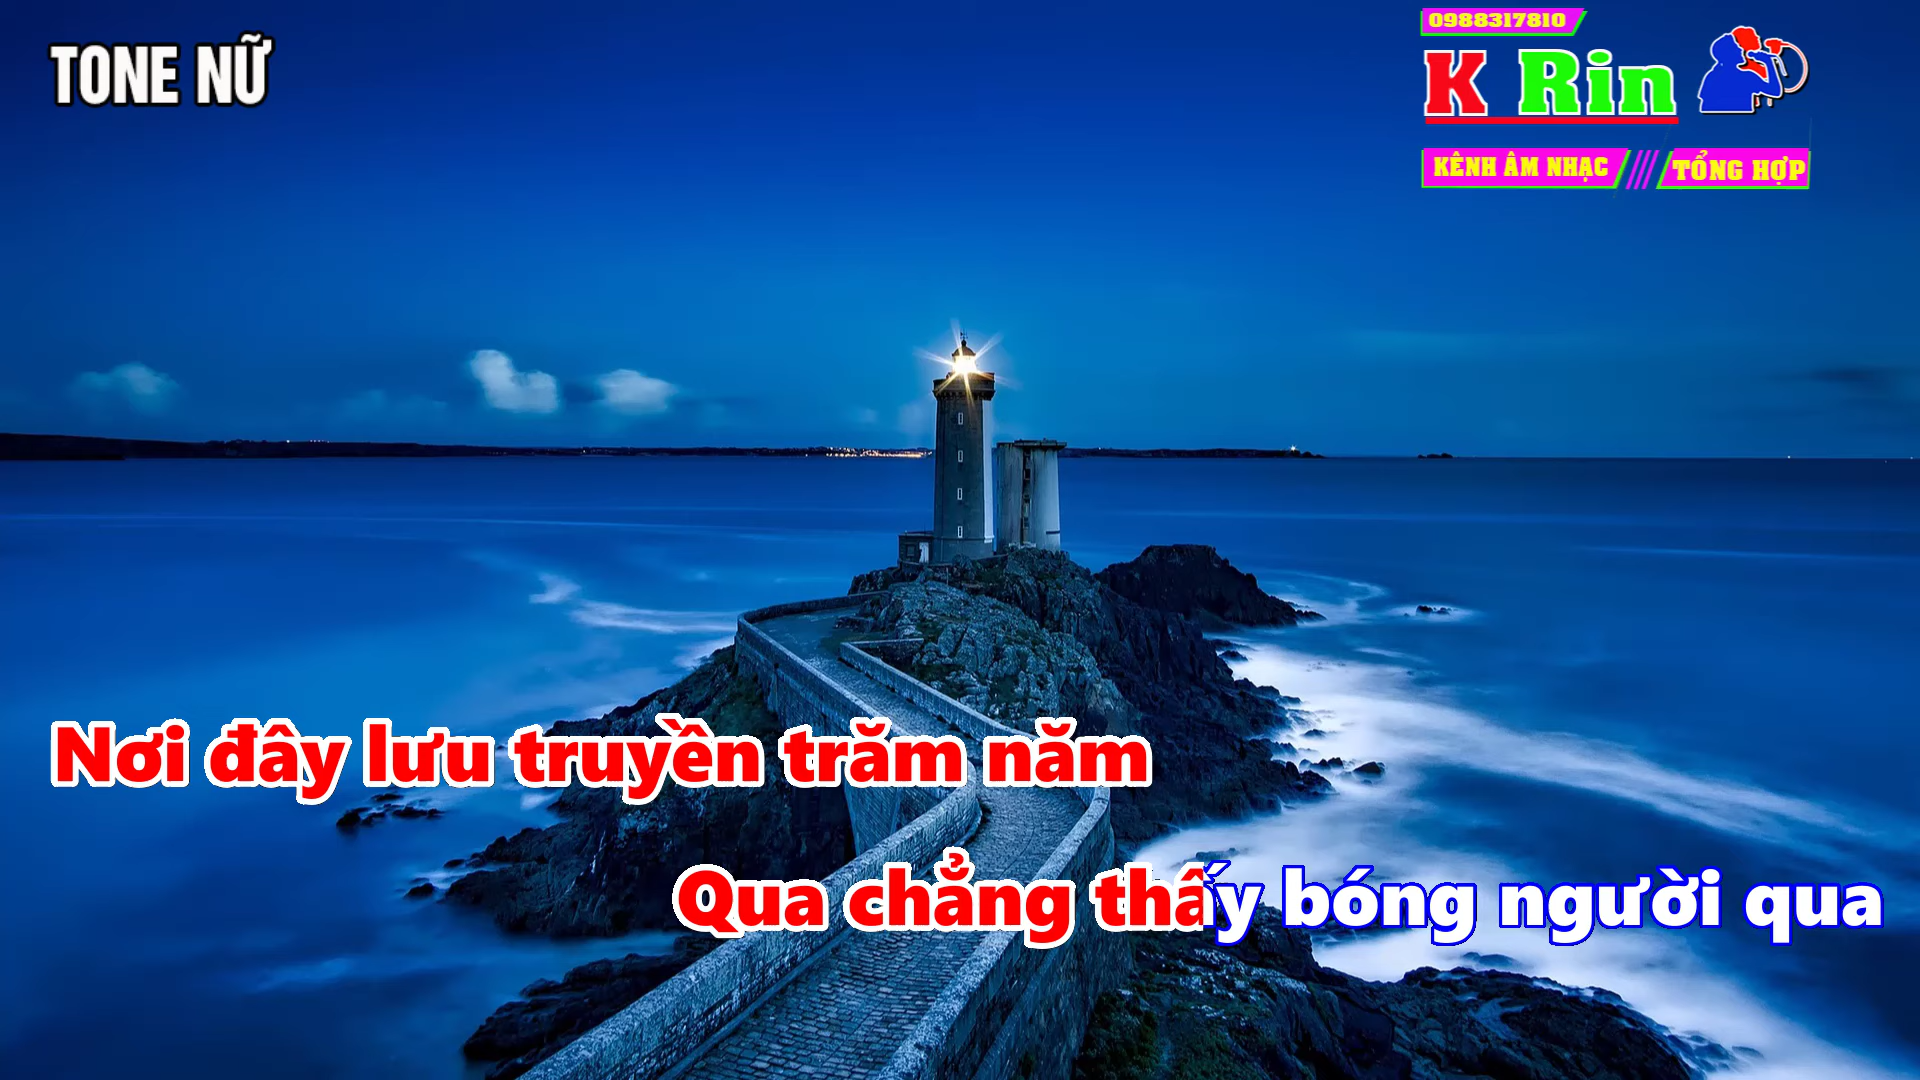 TONE NỮ
0988317810
K Rin
KÊNH ÂM NHẠC /// TỔNG HỢP
Nơi đây lưu truyền trăm năm
Qua chẳng thấy bóng người qua